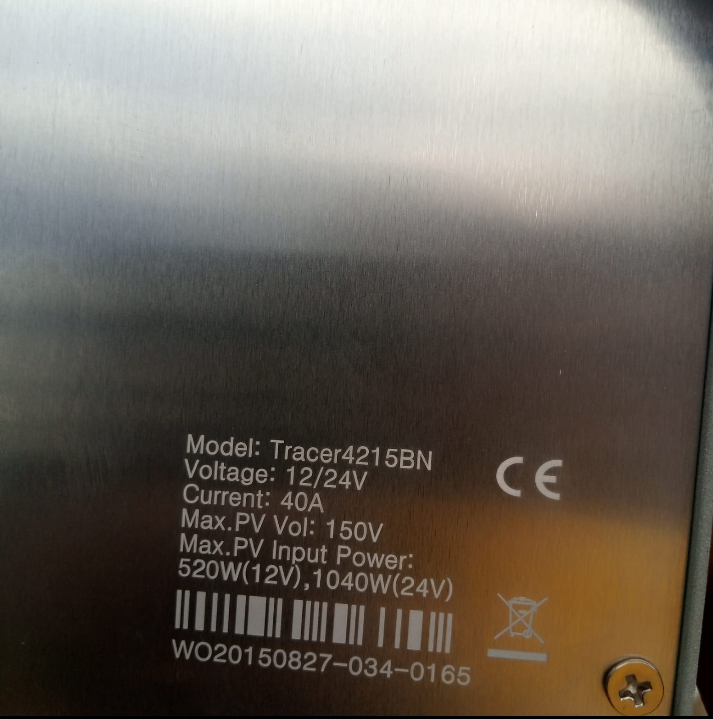 Model: Tracer4215BN
Voltage: 12/24V
Current: 40A
Max.PV Vol: 150V
Max.PV Input Power:
520W(12V),1040W(24V)
WO20150827-034-0165
CE